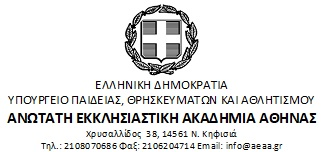 ΕΛΛΗΝΙΚΗ ΔΗΜΟΚΡΑΤΙΑ
ΥΠΟΥΡΓΕΙΟ ΠΑΙΔΕΙΑΣ, ΘΡΗΣΚΕΥΜΑΤΩΝ ΚΑΙ ΑΘΛΗΤΙΣΜΟΥ
ΑΝΩΤΑΤΗ ΕΚΚΛΗΣΙΑΣΤΙΚΗ ΑΚΑΔΗΜΙΑ ΑΘΗΝΑΣ
Χρυσαλλίδος 38, 14561 Ν. Κηφισιά
Τηλ.: 2108070686 Φαξ: 2106204714 Email: info@aeaa.gr